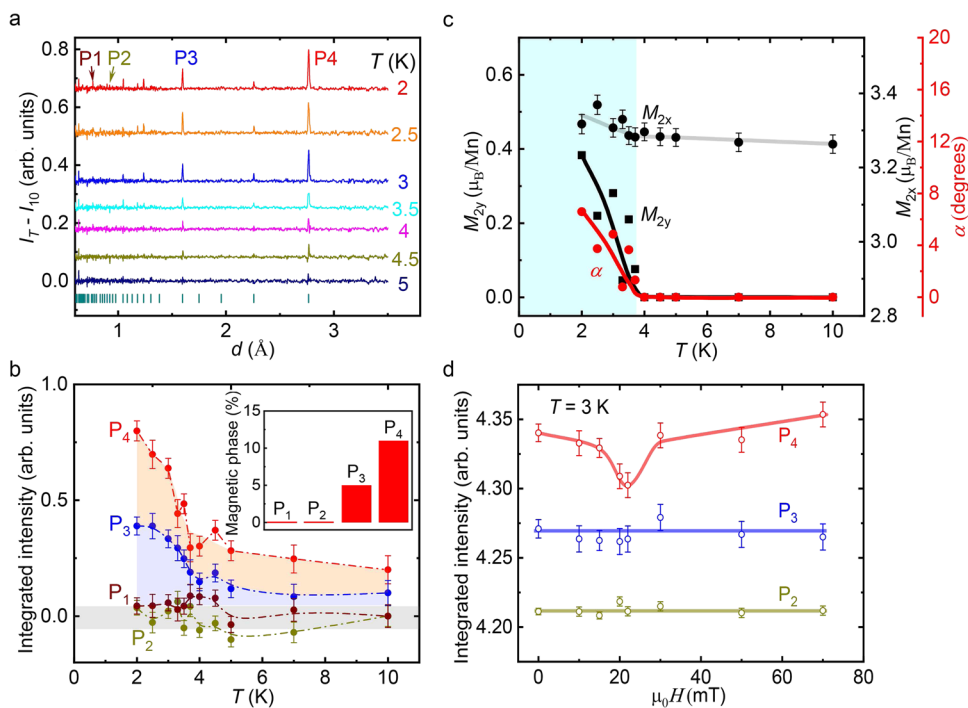 a
0.8
0.6
0.4
0.2
0.0
I_T - I_10 (arb. units)
P1 P2 P3 P4 T (K)
2
2.5
3
3.5
4
4.5
5
1 2 3
d (Å)
b
1.0
0.5
0.0
Integrated intensity (arb. units)
P4
P3
P1
P2
2 4 6 8 10
T (K)
Magnetic phase (%)
15
10
5
0
P1 P2 P3 P4
c
0.6
0.4
0.2
0.0
M2y (μB/Mn)
M2x
M2y
α
0 2 4 6 8 10
T (K)
3.4
3.2
3.0
2.8
M2x (μB/Mn)
20
16
12
8
4
0
α (degrees)
d
4.35
4.30
4.25
4.20
Integrated intensity (arb. units)
T = 3 K
P4
P3
P2
0 20 40 60 80
μ0H (mT)